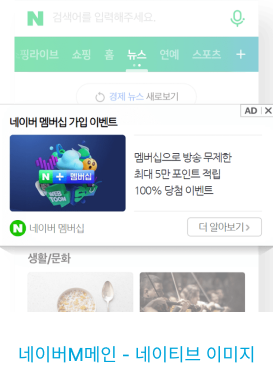 N 검색어를 입력해주세요.
핑라이브 쇼핑 홈 뉴스 연예 스포츠 +
경제 뉴스 새로보기
AD X
네이버 멤버십 가입 이벤트
N + 멤버십
WEB
TOON
멤버십으로 방송 무제한
최대 5만 포인트 적립
100% 당첨 이벤트
N 네이버 멤버십
더 알아보기 >
생활/문화
네이버M메인 - 네이티브 이미지